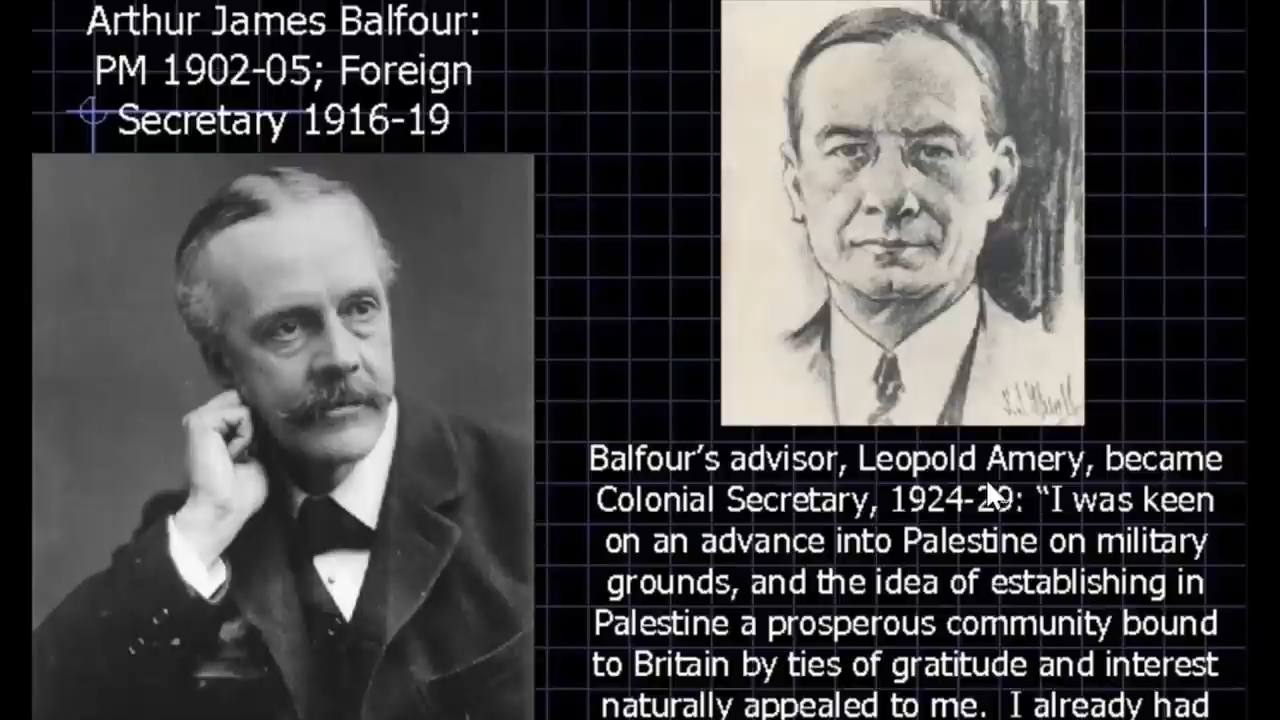 Arthur James Balfour:
PM 1902-05; Foreign
Secretary 1916-19
Balfour's advisor, Leopold Amery, became
Colonial Secretary, 1924-29: “I was keen
on an advance into Palestine on military
grounds, and the idea of establishing in
Palestine a prosperous community bound
to Britain by ties of gratitude and interest
naturally appealed to me.  I already had